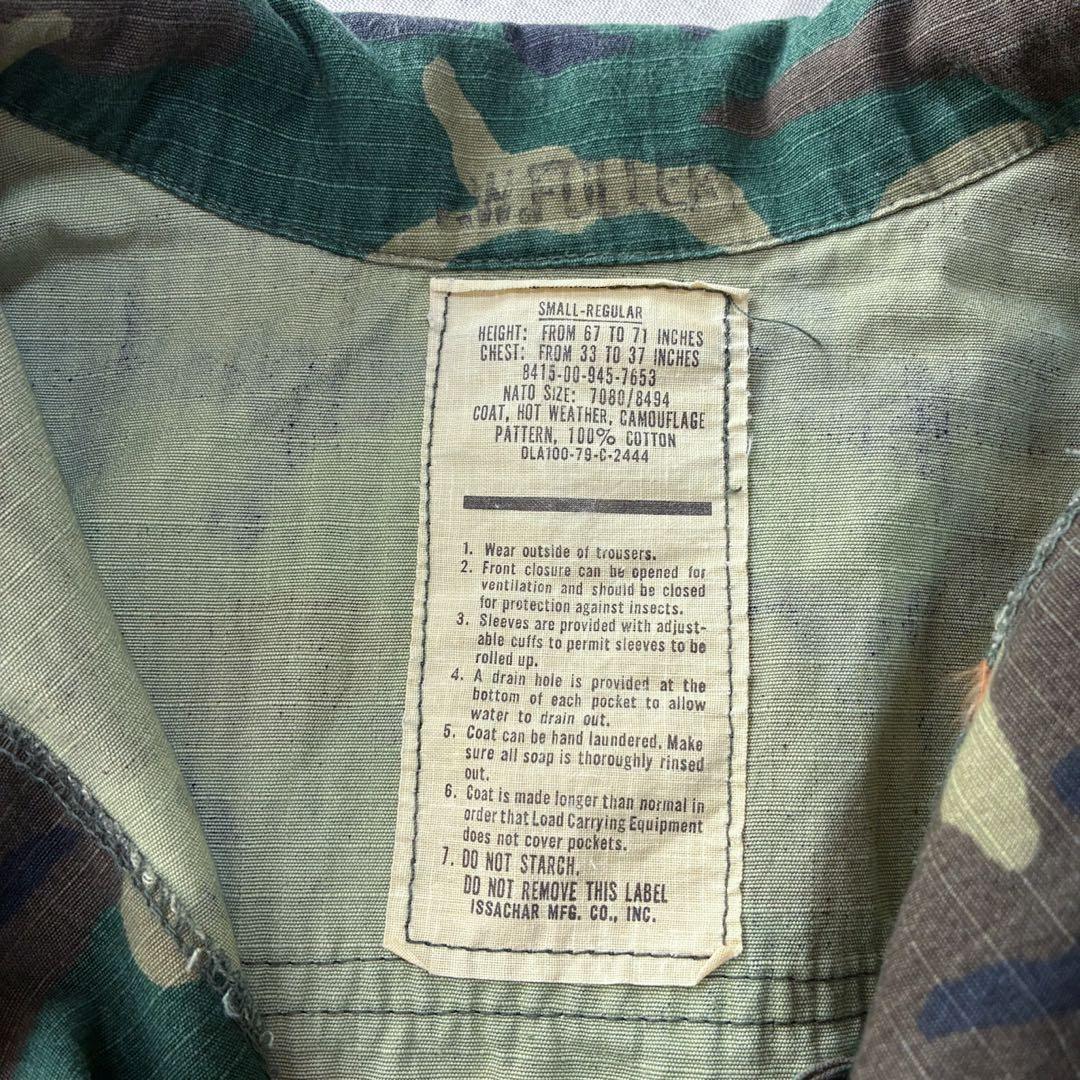 W. FULLER
SMALL-REGULAR
HEIGHT: FROM 67 TO 71 INCHES
CHEST: FROM 33 TO 37 INCHES
8415-00-945-7653
NATO SIZE: 7080/8494
COAT, HOT WEATHER, CAMOUFLAGE
PATTERN, 100% COTTON
DLA100-79-C-2444
1. Wear outside of trousers.
2. Front closure can be opened for
ventilation and should be closed
for protection against insects.
3. Sleeves are provided with adjust-
able cuffs to permit sleeves to be
rolled up.
4. A drain hole is provided at the
bottom of each pocket to allow
water to drain out.
5. Coat can be hand laundered. Make
sure all soap is thoroughly rinsed
out.
6. Coat is made longer than normal in
order that Load Carrying Equipment
does not cover pockets.
7. DO NOT STARCH.
DO NOT REMOVE THIS LABEL
ISSACHAR MFG. CO., INC.